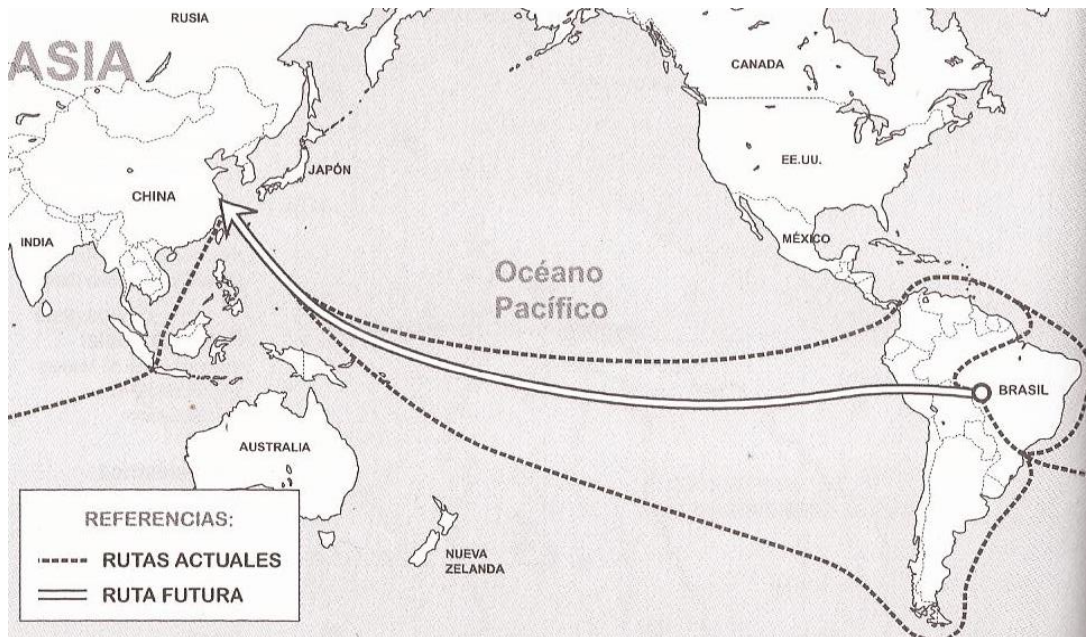 RUSIA
ASIA
CANADA
JAPÓN
EE.UU.
CHINA
INDIA
MÉXICO
Océano
Pacífico
BRASIL
AUSTRALIA
NUEVA
ZELANDA
REFERENCIAS:
RUTAS ACTUALES
RUTA FUTURA